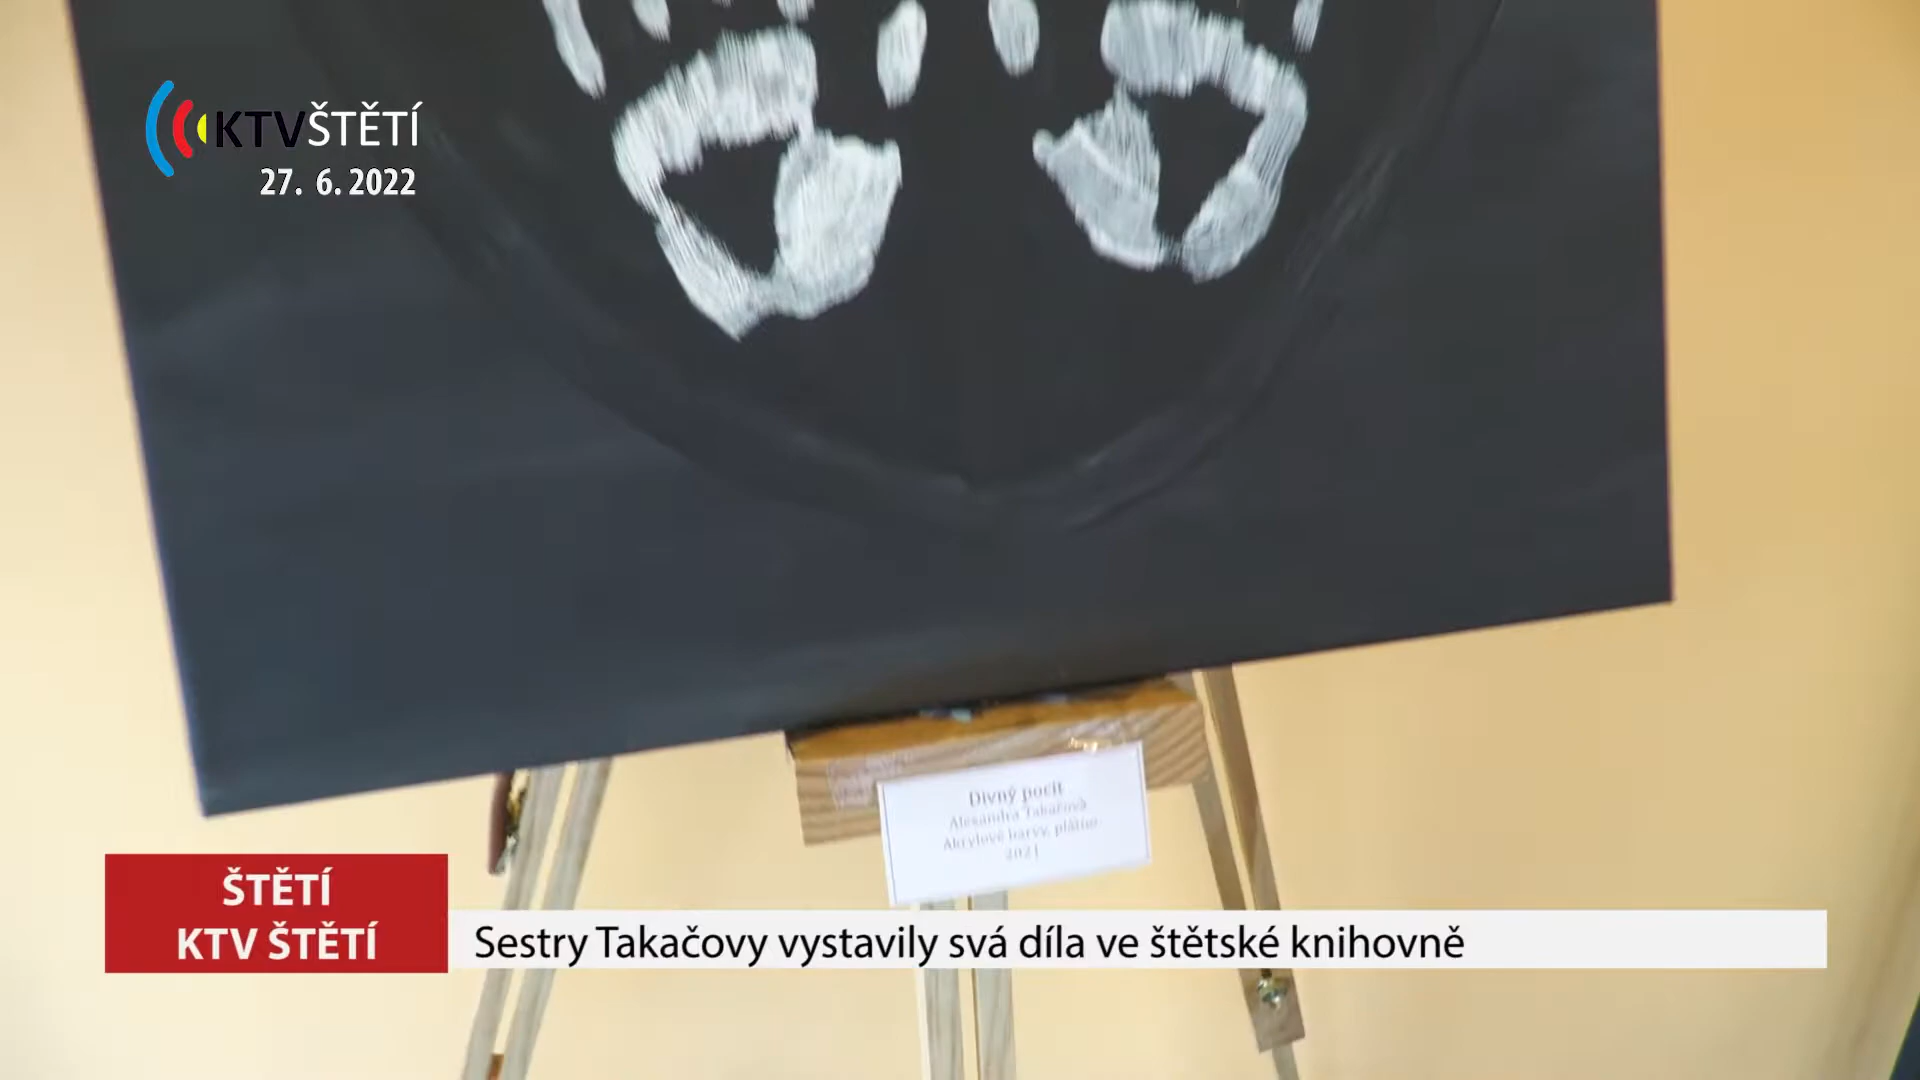 KTVŠTĚTÍ
27. 6. 2022
Divný pocit
Alexandra Takačová
Akrylové barvy, plátno
2021
ŠTĚTÍ
KTV ŠTĚTÍ
Sestry Takačovy vystavily svá díla ve štětské knihovně